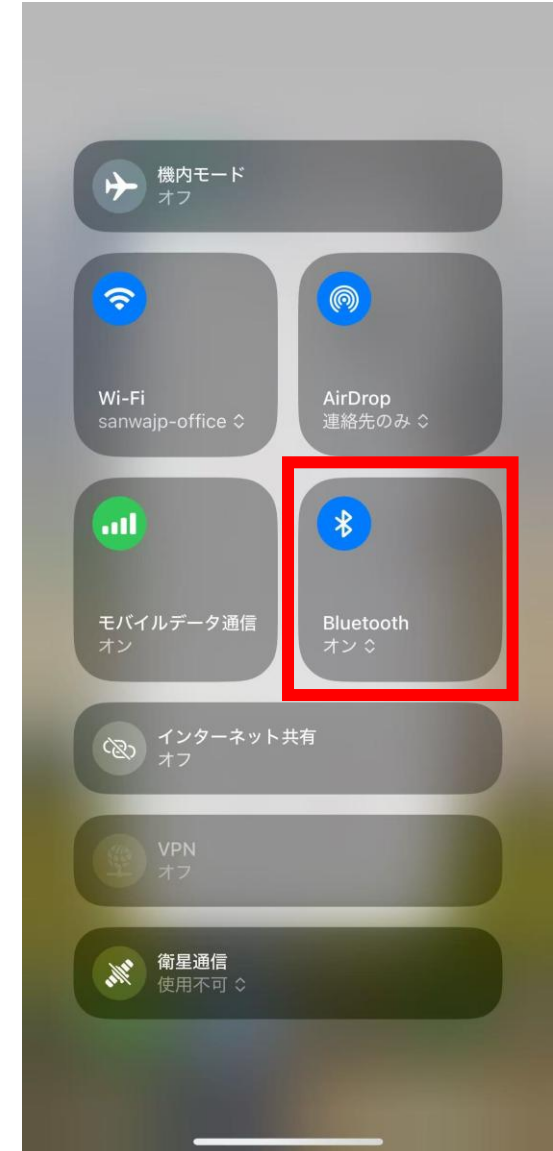 機内モード
オフ
Wi-Fi
sanwajp-office
AirDrop
連絡先のみ
モバイルデータ通信
オン
Bluetooth
オン
インターネット共有
オフ
VPN
オフ
衛星通信
使用不可